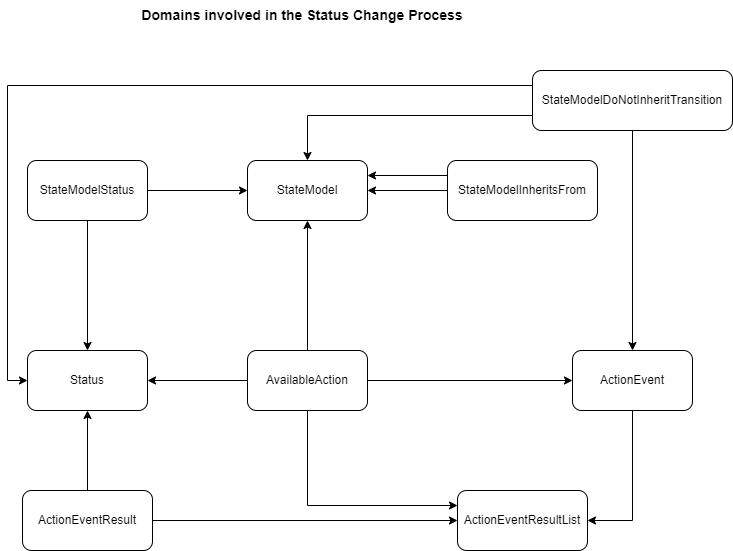 Domains involved in the Status Change Process
StateModelDoNotInheritTransition
StateModelStatus
StateModel
StateModelInheritsFrom
Status
AvailableAction
ActionEvent
ActionEventResult
ActionEventResultList